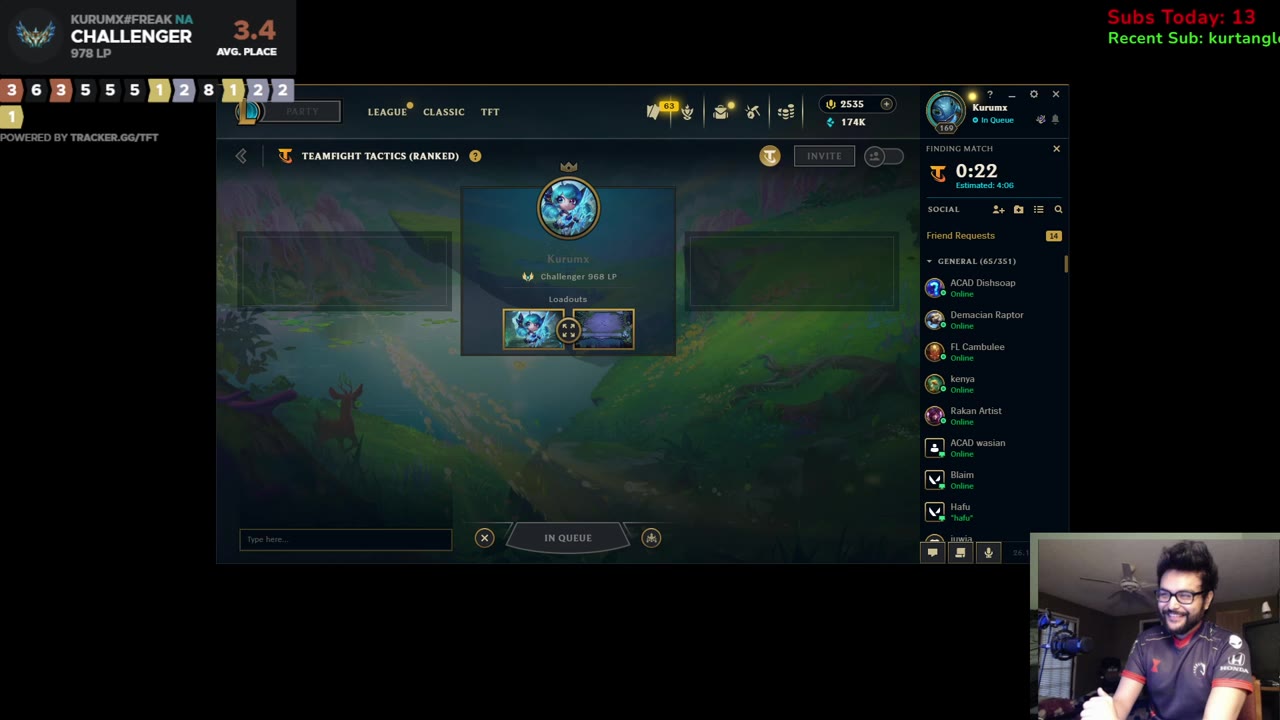 KURUMX#FREAK NA
CHALLENGER
978 LP
3.4
AVG. PLACE
3 6 3 5 5 5 1 2 8 1 2 2
1
POWERED BY TRACKER.GG/TFT
Subs Today: 13
Recent Sub: kurtangl
PARTY
LEAGUE
CLASSIC
TFT
63
2535
174K
169
Kurumx
In Queue
TEAMFIGHT TACTICS (RANKED)
INVITE
FINDING MATCH
0:22
Estimated: 4:06
SOCIAL
Friend Requests
14
GENERAL (65/351)
ACAD Dishsoap
Online
Demacian Raptor
Online
FL Cambulee
Online
kenya
Online
Rakan Artist
Online
ACAD wasian
Online
Blaim
Online
Hafu
*hafu*
Kurumx
Challenger 968 LP
Loadouts
Type here...
IN QUEUE
HONDA